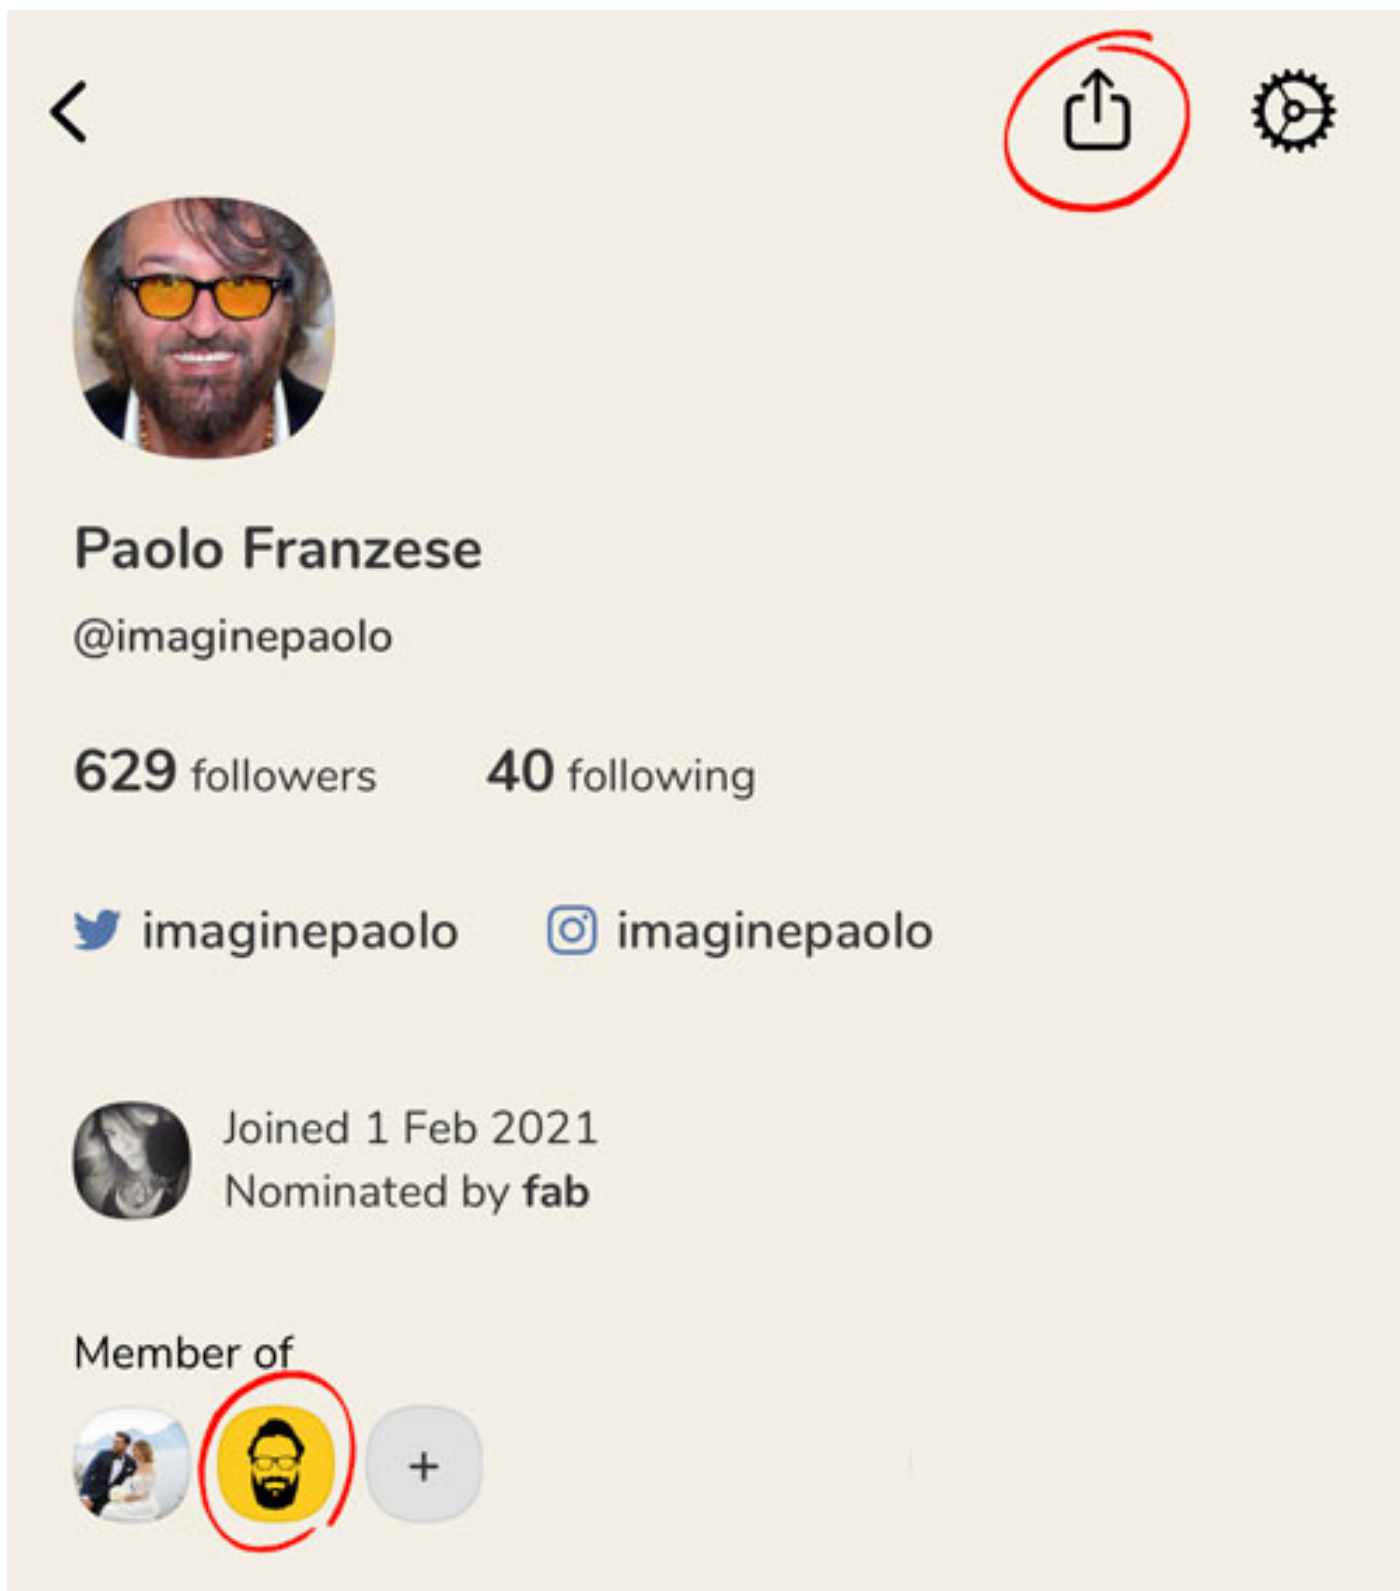 Paolo Franzese
@imaginepaolo
629 followers 40 following
imaginepaolo imaginepaolo
Joined 1 Feb 2021
Nominated by fab
Member of
+